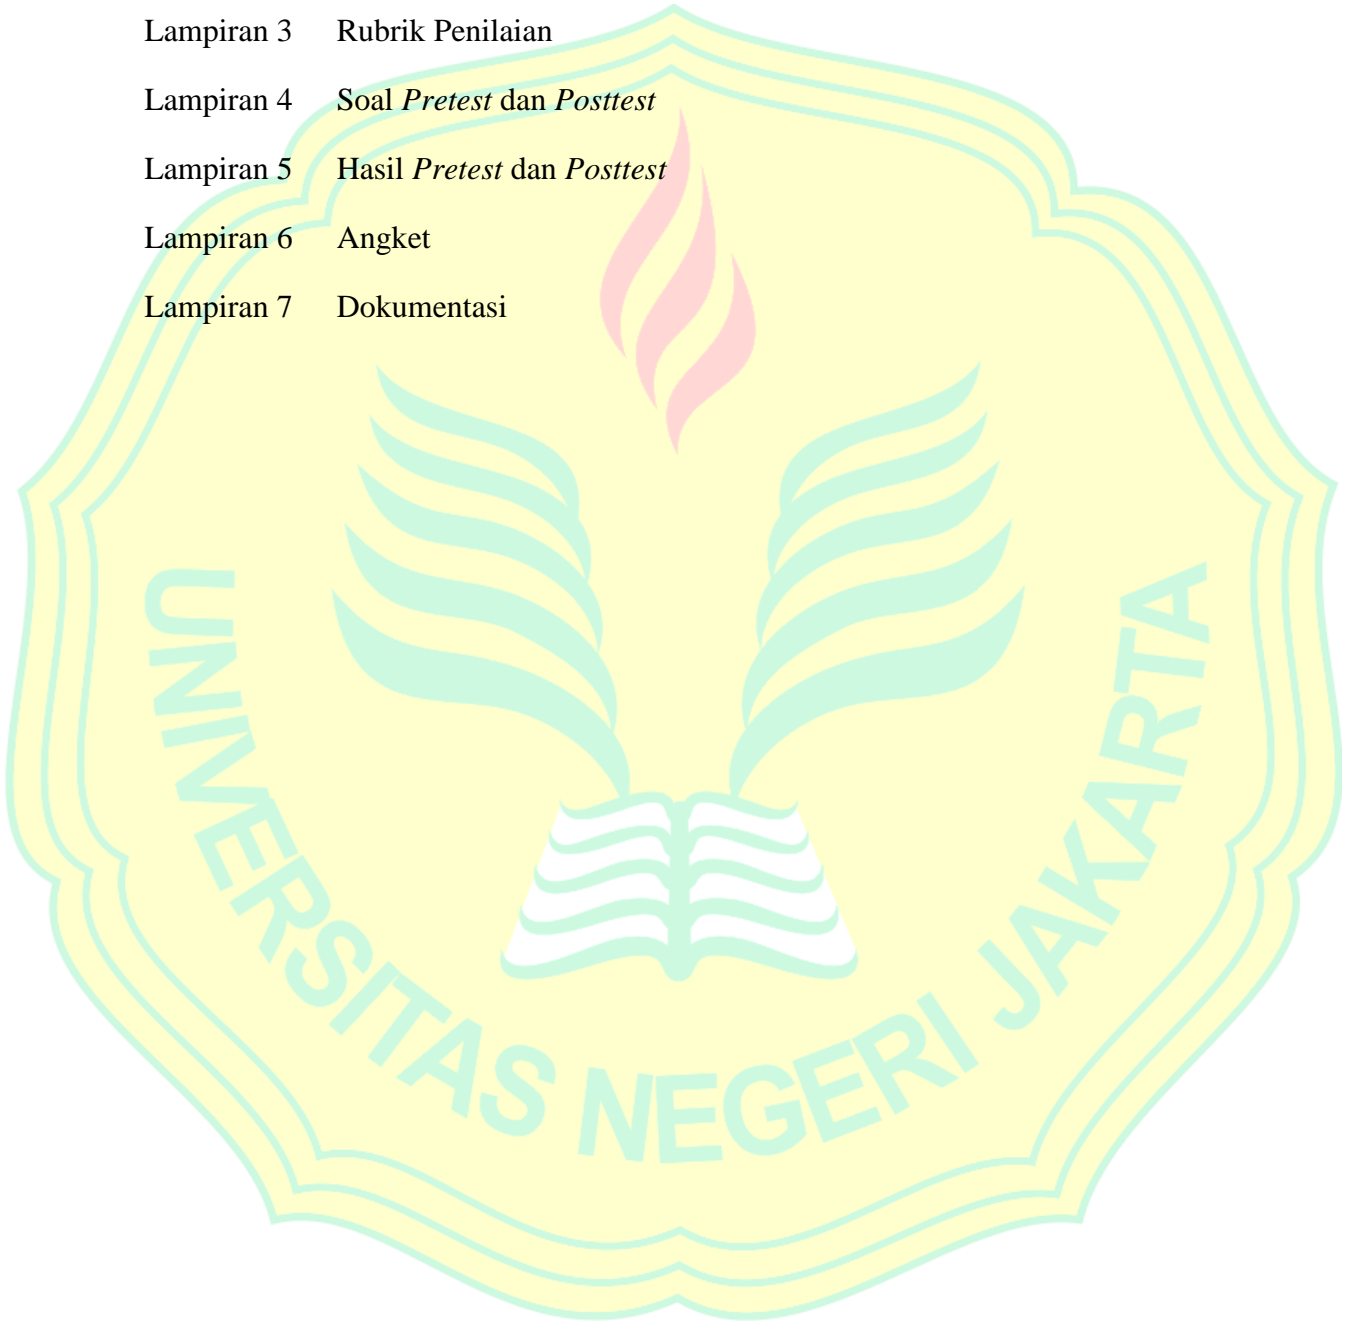 Lampiran 3 Rubrik Penilaian
Lampiran 4 Soal Pretest dan Posttest
Lampiran 5 Hasil Pretest dan Posttest
Lampiran 6 Angket
Lampiran 7 Dokumentasi
UNIVERSITAS NEGERI JAKARTA